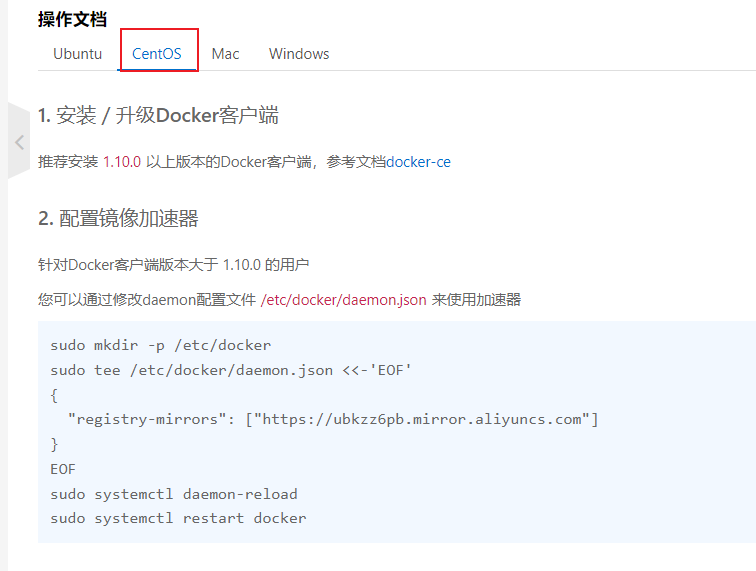 操作文档
Ubuntu CentOS Mac Windows
1. 安装 / 升级Docker客户端
推荐安装 1.10.0 以上版本的Docker客户端，参考文档docker-ce
2. 配置镜像加速器
针对Docker客户端版本大于 1.10.0 的用户
您可以通过修改daemon配置文件 /etc/docker/daemon.json 来使用加速器
sudo mkdir -p /etc/docker
sudo tee /etc/docker/daemon.json <<-'EOF'
{
  "registry-mirrors": ["https://ubkzz6pb.mirror.aliyuncs.com"]
}
EOF
sudo systemctl daemon-reload
sudo systemctl restart docker